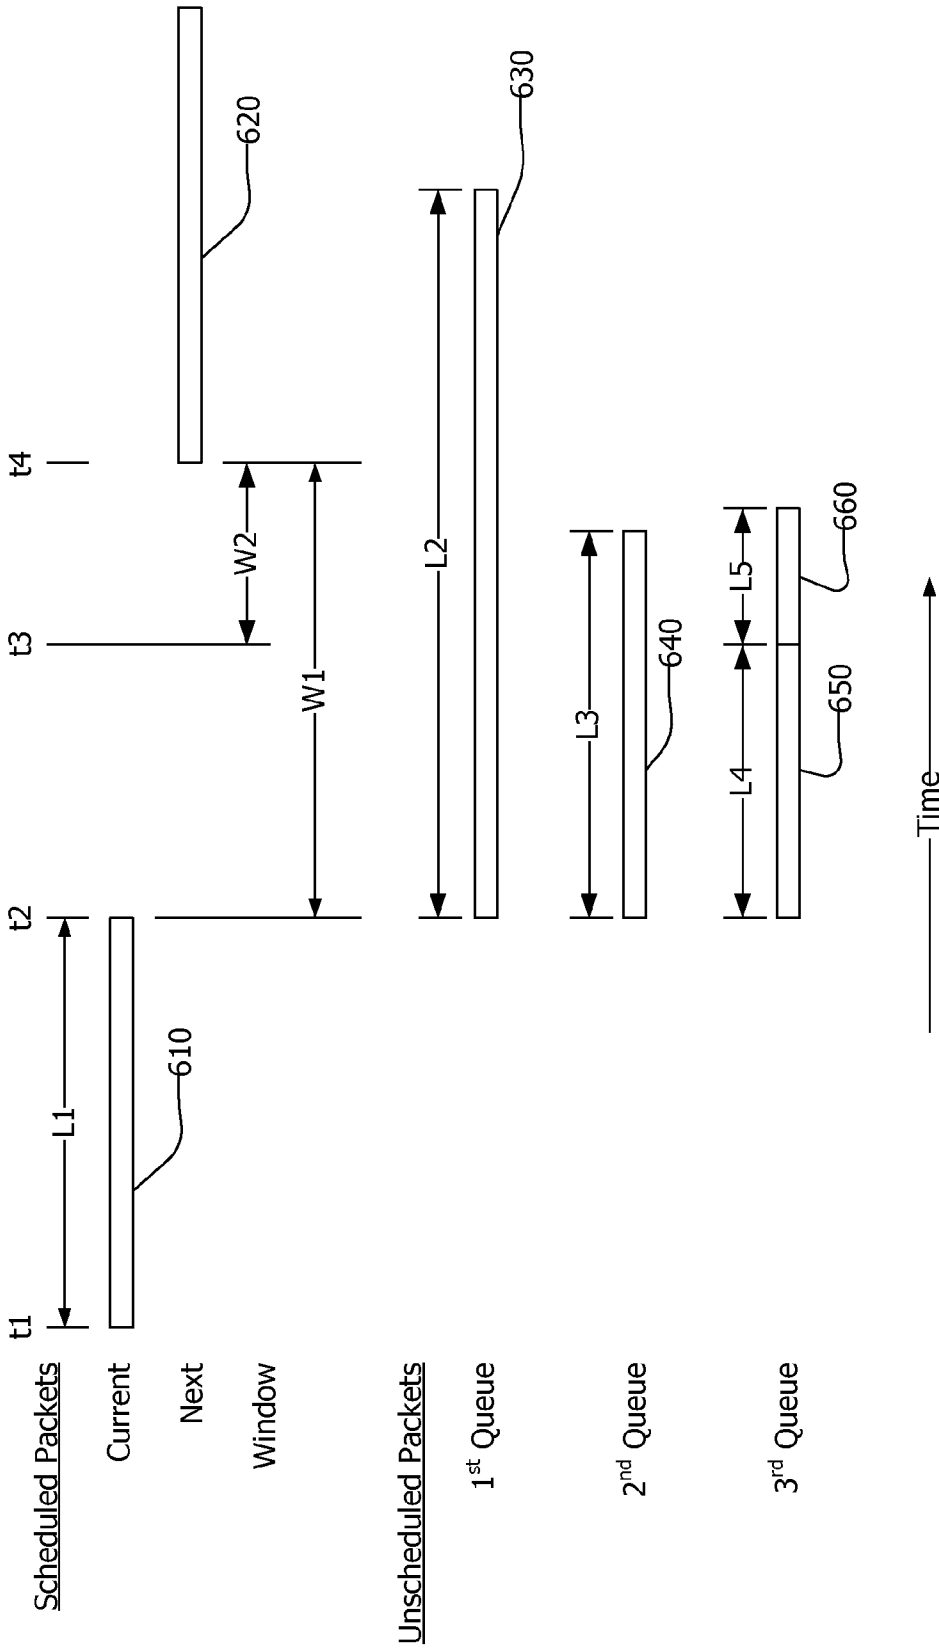 t1 t2 t3 t4
Scheduled Packets
L1
Current
610
Next
620
Window
W2
W1
Unscheduled Packets
L2
1st Queue
630
L3
2nd Queue
640
L4 L5
3rd Queue
650 660
Time